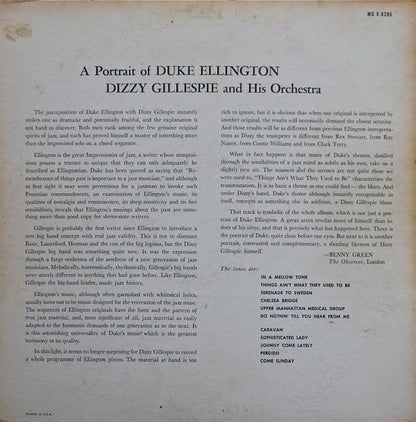 MG V-8386
A Portrait of DUKE ELLINGTON
DIZZY GILLESPIE and His Orchestra
The juxtaposition of Duke Ellington with Dizzy Gillespie instantly
strikes one as dramatic and potentially fruitful, and the explanation is
not hard to discover. Both men rank among the few genuine original
spirits of jazz, and each has proved himself a master of something more
than the improvised solo on a chord sequence.
Ellington is the great Impressionist of jazz, a writer whose composi-
tions possess a texture so unique that they can only adequately be
described as Ellingtonian. Duke has been quoted as saying that "Re-
membrance of things past is important to a jazz musician," and although
at first sight it may seem pretentious for a jazzman to invoke such
Proustian commandments, an examination of Ellington's music, its
qualities of nostalgia and reminiscence, its deep sensitivity and its fine
sensibilities, reveals that Ellington's musings about the past are some-
thing more than good copy for sleeve-note writers.
Gillespie is probably the first writer since Ellington to introduce a
new big band concept with real jazz validity. This is not to discount
Basie, Lunceford, Herman and the rest of the big legions, but the Dizzy
Gillespie big band was something quite new. It was the expression
through a large orchestra of the aesthetic of a new generation of jazz
musicians. Melodically, harmonically, rhythmically, Gillespie's big bands
were utterly different to anything that had gone before. Like Ellington,
Gillespie the big-band leader, made jazz history.
Ellington's music, although often garnished with whimsical lyrics,
usually turns out to be music designed for the recreation of the jazz muse.
The sequences of Ellington originals have the form and the pattern of
true jazz material, and, most significant of all, jazz material as easily
adapted to the harmonic demands of one generation as to the next. It
is this astonishing universality of Duke's music which is the greatest
testimony to its quality.
In this light, it seems no longer surprising for Dizzy Gillespie to record
a whole programme of Ellington pieces. The material at hand is too
rich to ignore, but it is obvious that when one original is interpreted by
another original, the results will necessarily demand the closest scrutiny.
And those results will be as different from previous Ellington interpreta-
tions as Dizzy the trumpeter is different from Rex Stewart, from Ray
Nance, from Cootie Williams and from Clark Terry.
What in fact happens is that many of Duke's themes, distilled
through the sensibilities of a jazz mind as subtle as his own, take on a
slightly new air. The nuances and the stresses are not quite those we
were used to. "Things Ain't What They Used to Be" characterizes the
transmutation. It is as basic a theme as one could find — the blues. And
under Dizzy's hand, Duke's theme although instantly recognisable as
itself, emerges as something else in addition, a Dizzy Gillespie blues.
That track is symbolic of the whole album, which is not just a por-
trait of Duke Ellington. A great artist reveals more of himself than he
does of his sitter, and that is precisely what has happened here. There is
the portrait of Duke, clear before our eyes. But there is also to be another
portrait, contrasted and complementary, a dazzling likeness of Dizzy
Gillespie himself.
—BENNY GREEN
The Observer, London
The tunes are:
IN A MELLOW TONE
THINGS AIN'T WHAT THEY USED TO BE
SERENADE TO SWEDEN
CHELSEA BRIDGE
UPPER MANHATTAN MEDICAL GROUP
DO NOTHIN' TILL YOU HEAR FROM ME
CARAVAN
SOPHISTICATED LADY
JOHNNY COME LATELY
PERDIDO
COME SUNDAY
Printed in U.S.A.